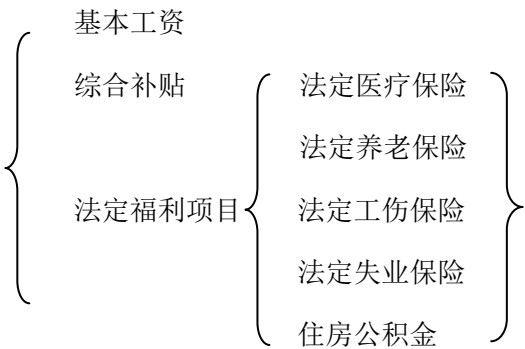 基本工资
综合补贴
法定福利项目
法定医疗保险
法定养老保险
法定工伤保险
法定失业保险
住房公积金